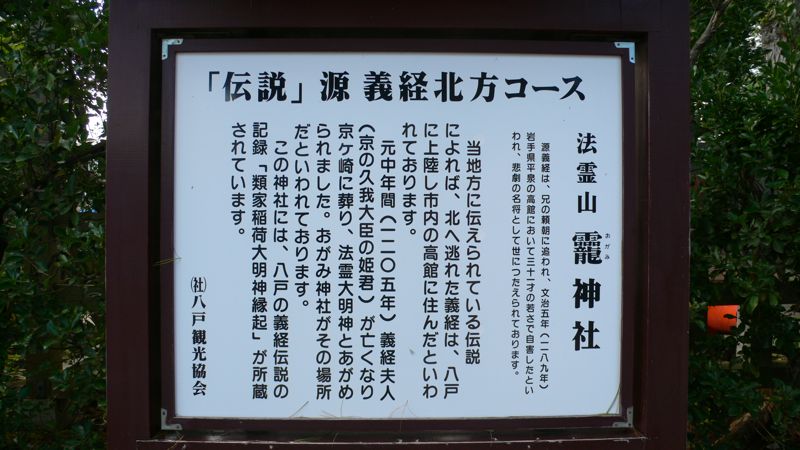 「伝説」源 義経北方コース
法霊山 龗神社
おがみ
源義経は、兄の頼朝に追われ、文治五年(一一八九年)
岩手県平泉の高館において三十一才の若さで自害したとい
われ、悲劇の名将として世につたえられております。
当地方に伝えられている伝説
によれば、北へ逃れた義経は、八戸
に上陸し市内の高館に住んだといわ
れております。
元中年間(一二〇五年)義経夫人
(京の久我大臣の姫君)が亡くなり
京ヶ崎に葬り、法霊大明神とあがめ
られました。おがみ神社がその場所
だといわれております。
この神社には、八戸の義経伝説の
記録「類家稲荷大明神縁起」が所蔵
されています。
㈳八戸観光協会